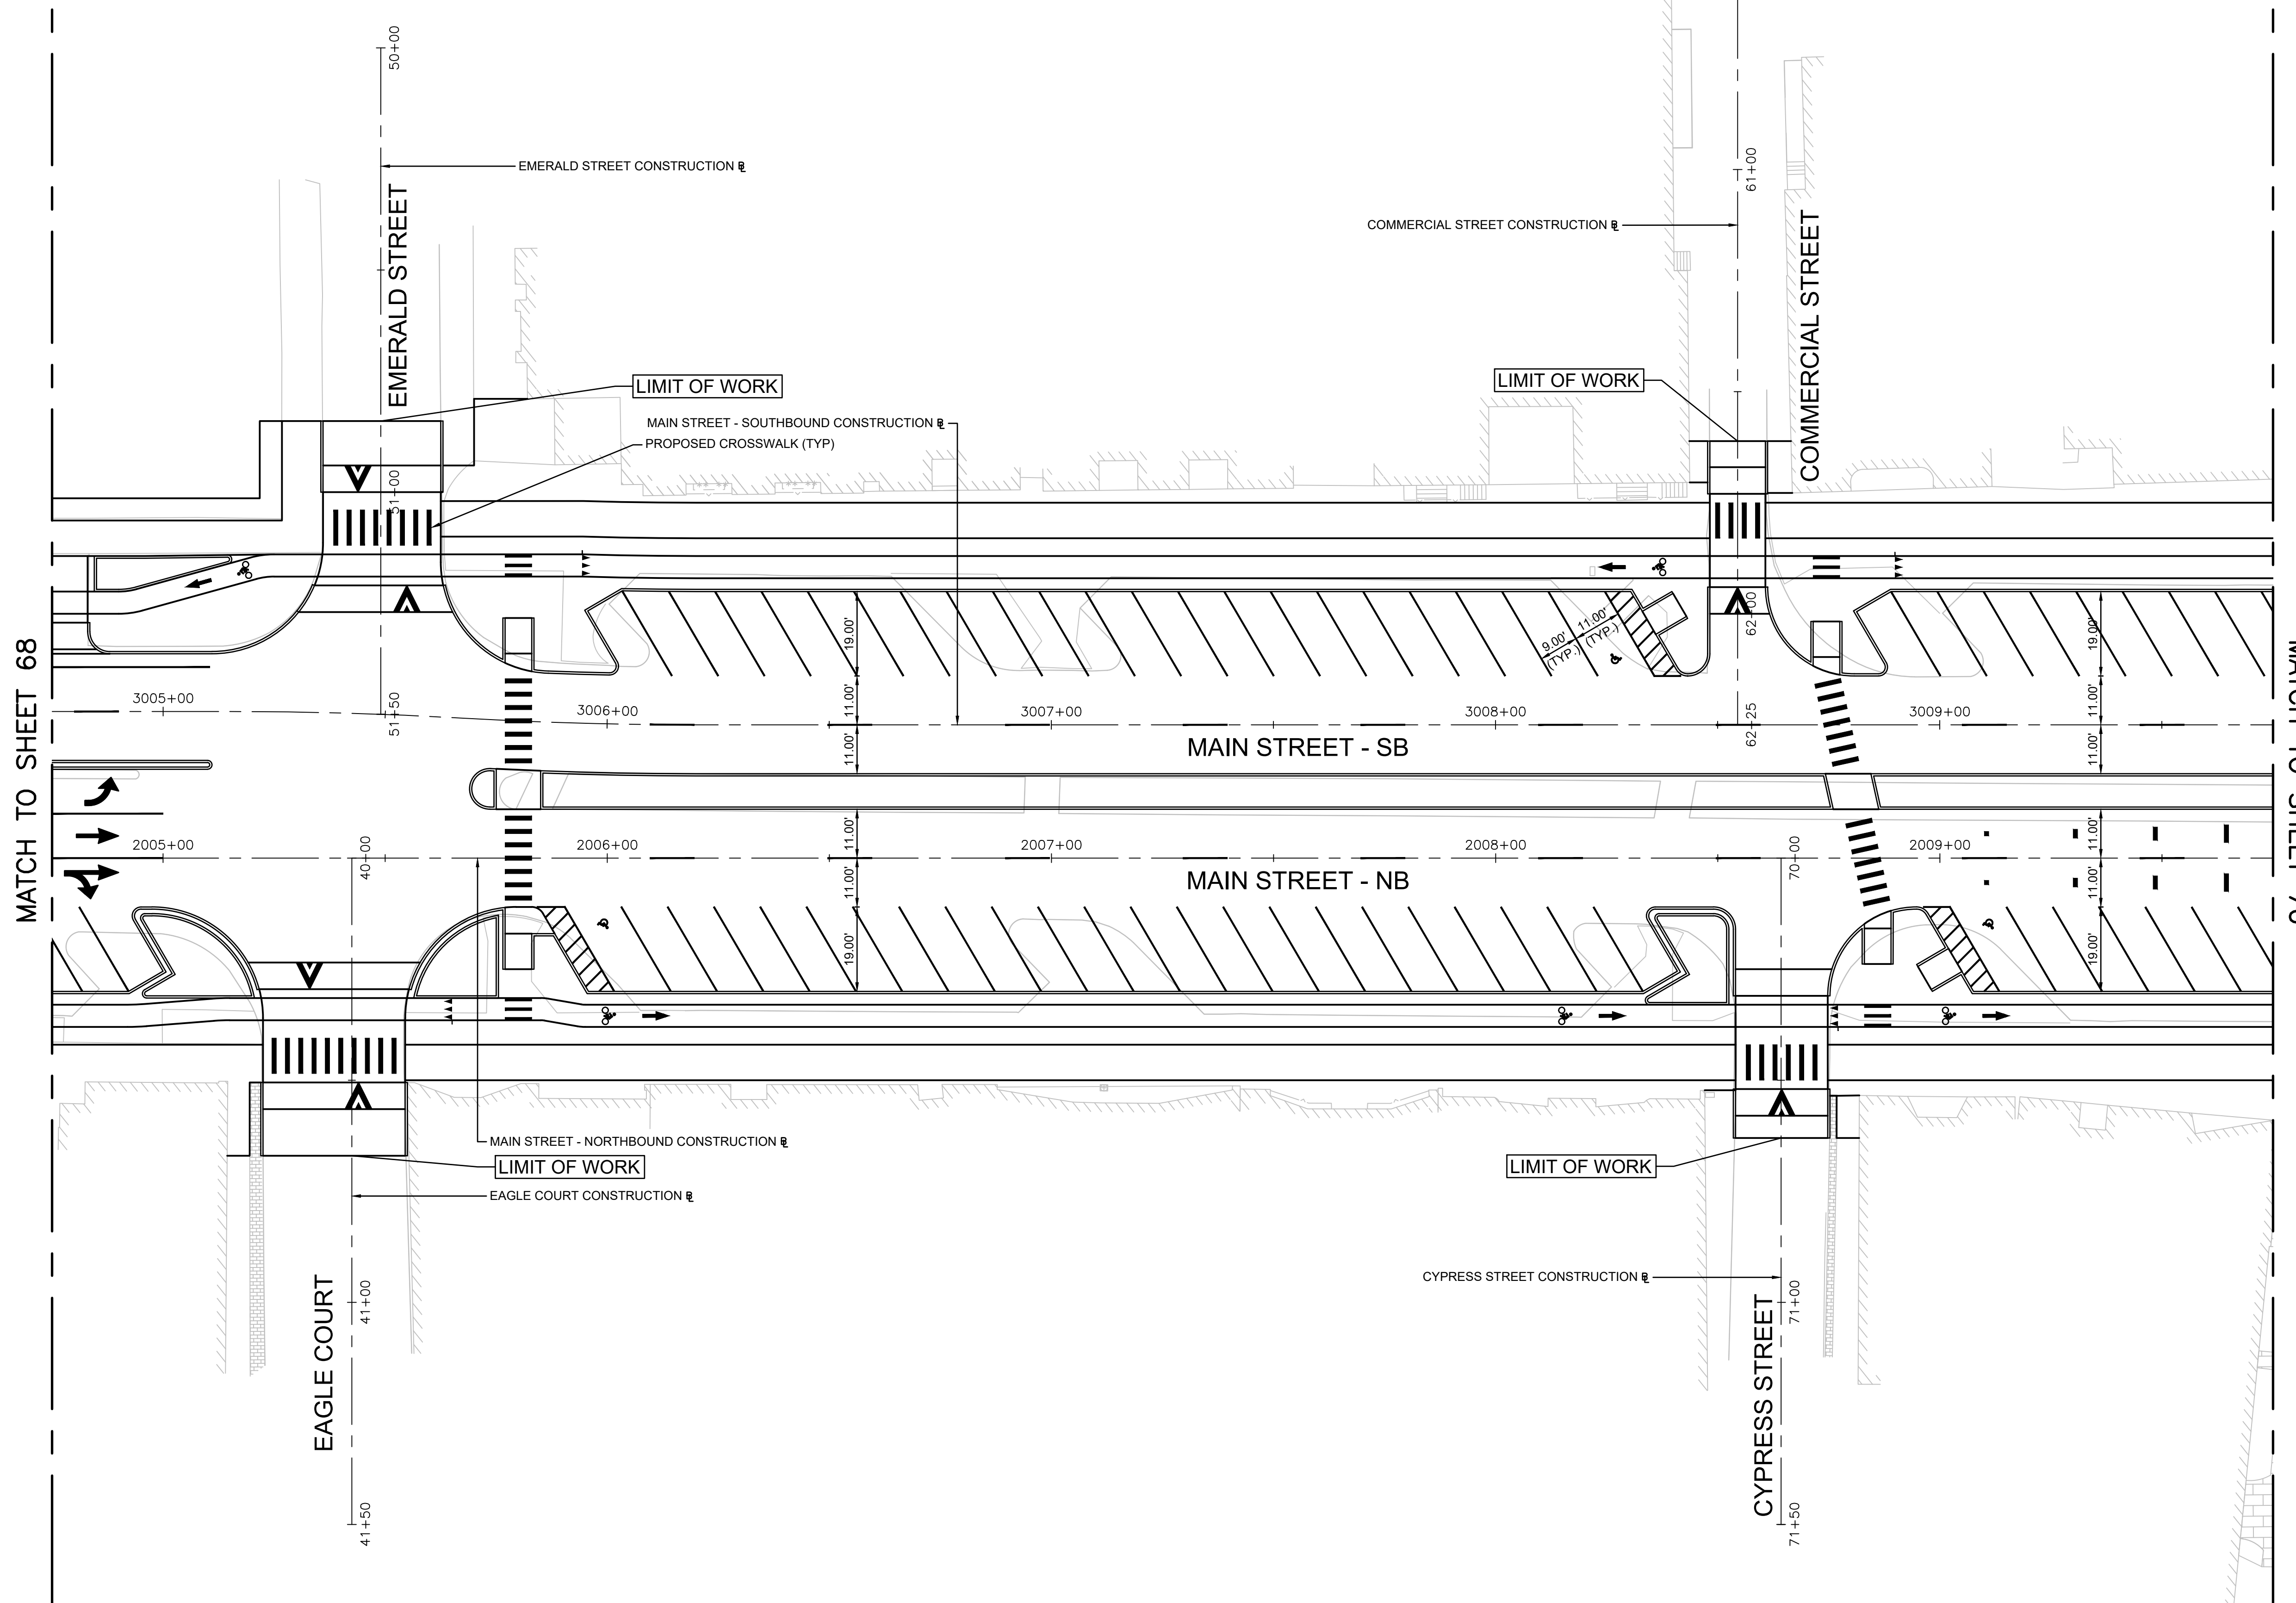 50+00
EMERALD STREET CONSTRUCTION
61+00
COMMERCIAL STREET CONSTRUCTION
EMERALD STREET
COMMERCIAL STREET
LIMIT OF WORK
LIMIT OF WORK
MAIN STREET - SOUTHBOUND CONSTRUCTION
PROPOSED CROSSWALK (TYP)
51+00
62+00
19.00'
9.00'
(TYP.)
11.00'
(TYP.)
19.00'
MATCH TO SHEET 68
3005+00
51+50
3006+00
11.00'
3007+00
3008+00
62+25
3009+00
11.00'
11.00'
MAIN STREET - SB
11.00'
2005+00
40+00
2006+00
11.00'
2007+00
2008+00
70+00
2009+00
11.00'
11.00'
MAIN STREET - NB
11.00'
19.00'
19.00'
MAIN STREET - NORTHBOUND CONSTRUCTION
LIMIT OF WORK
LIMIT OF WORK
EAGLE COURT CONSTRUCTION
CYPRESS STREET CONSTRUCTION
EAGLE COURT
41+00
CYPRESS STREET
71+00
41+50
71+50